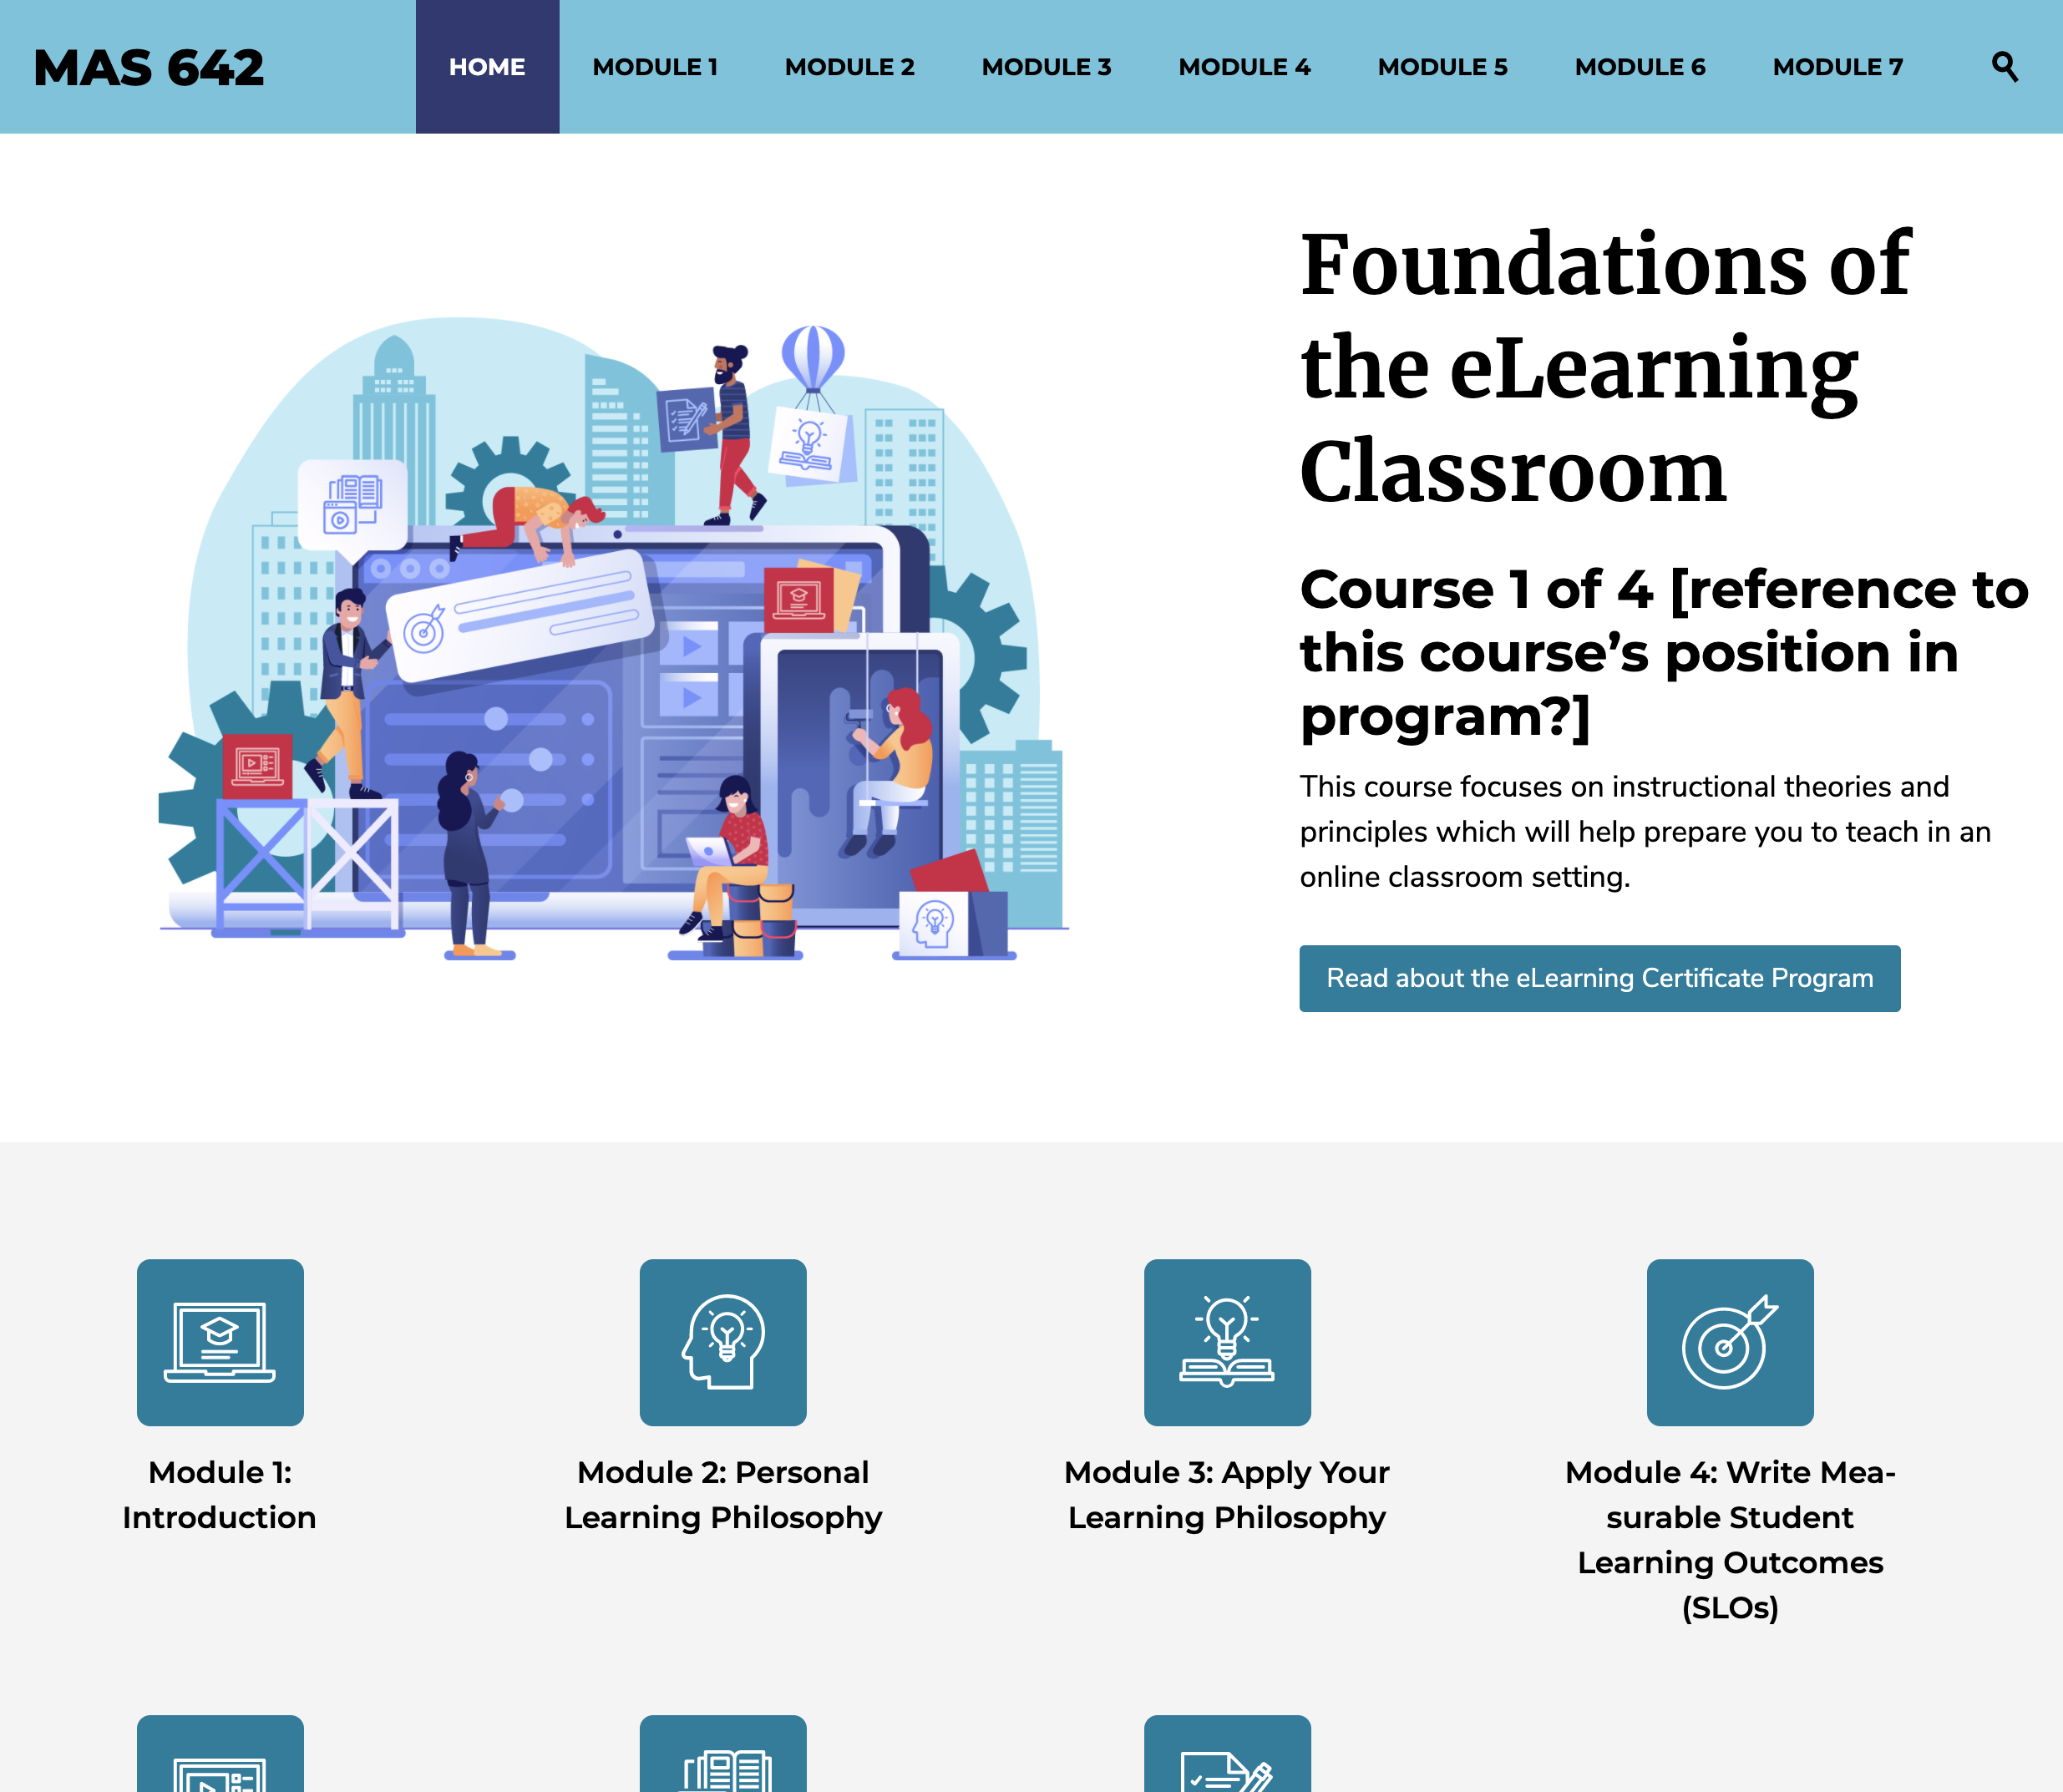 MAS 642
HOME
MODULE 1
MODULE 2
MODULE 3
MODULE 4
MODULE 5
MODULE 6
MODULE 7
Foundations of
the eLearning
Classroom
Course 1 of 4 [reference to
this course’s position in
program?]
This course focuses on instructional theories and
principles which will help prepare you to teach in an
online classroom setting.
Read about the eLearning Certificate Program
Module 1:
Introduction
Module 2: Personal
Learning Philosophy
Module 3: Apply Your
Learning Philosophy
Module 4: Write Mea-
surable Student
Learning Outcomes
(SLOs)